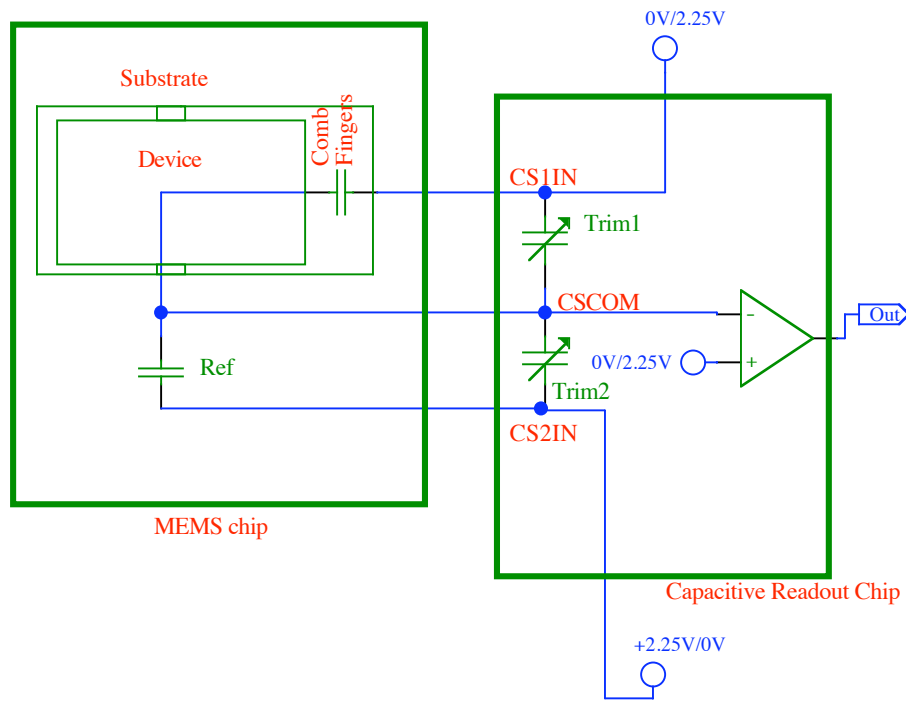 0V/2.25V
Substrate
Comb
Fingers
Device
CS1IN
Trim1
CSCOM
-
Out
Ref
0V/2.25V
+
Trim2
CS2IN
MEMS chip
Capacitive Readout Chip
+2.25V/0V